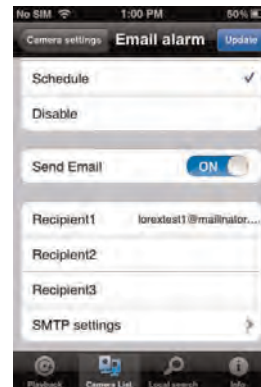 No SIM 1:00 PM 50%
Camera settings Email alarm Update
Schedule
Disable
Send Email ON
Recipient1 lorextest1@mailinator....
Recipient2
Recipient3
SMTP settings
Playback Camera List Local search Info